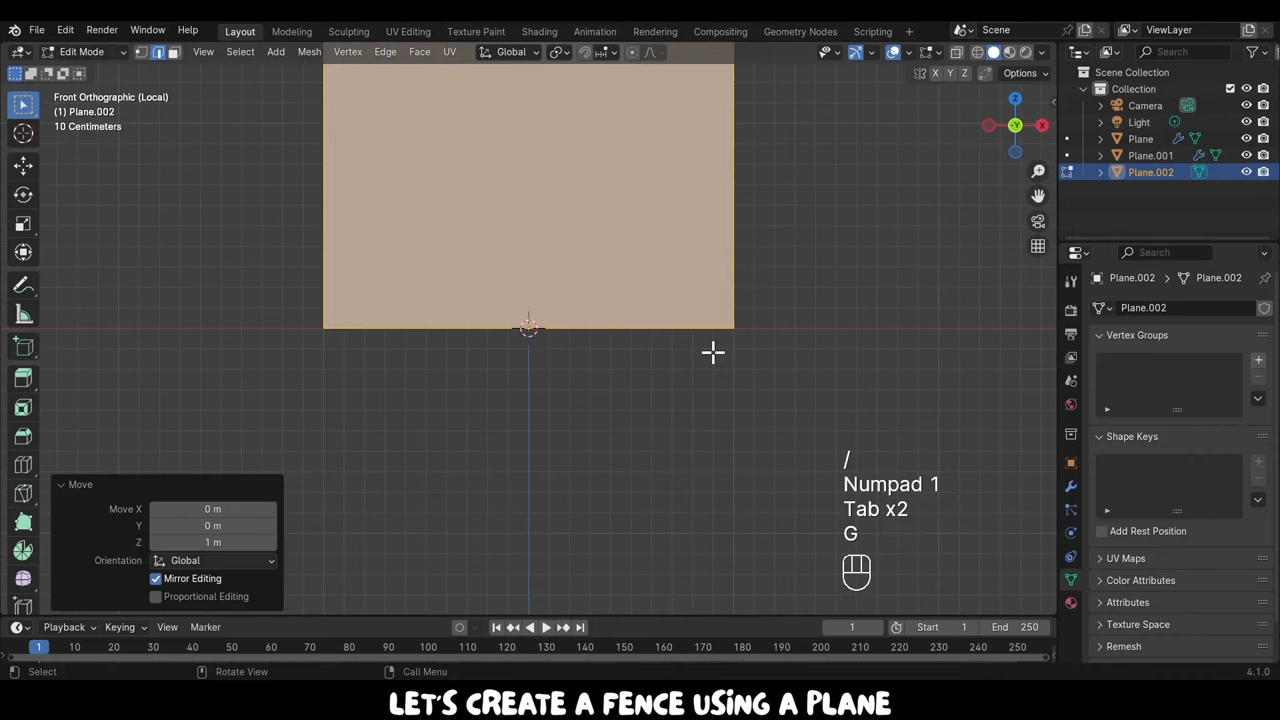 File Edit Render Window Help Layout Modeling Sculpting UV Editing Texture Paint Shading Animation Rendering Compositing Geometry Nodes Scripting + Scene ViewLayer
Edit Mode View Select Add Mesh Vertex Edge Face UV Global Search
X Y Z Options Scene Collection
Front Orthographic (Local)
(1) Plane.002
10 Centimeters
Collection
Camera
Light
Plane
Plane.001
Plane.002
Z
-Y
X
Search
Plane.002 Plane.002
Plane.002
Vertex Groups
Shape Keys
Add Rest Position
UV Maps
Color Attributes
Attributes
Texture Space
Remesh
/
Numpad 1
Tab x2
G
Move
Move X 0 m
Y 0 m
Z 1 m
Orientation Global
Mirror Editing
Proportional Editing
Playback Keying View Marker 1 Start 1 End 250
1 10 20 30 40 50 60 70 80 90 100 110 120 130 140 150 160 170 180 190 200 210 220 230 240 250
Select Rotate View Call Menu 4.1.0
LET'S CREATE A FENCE USING A PLANE